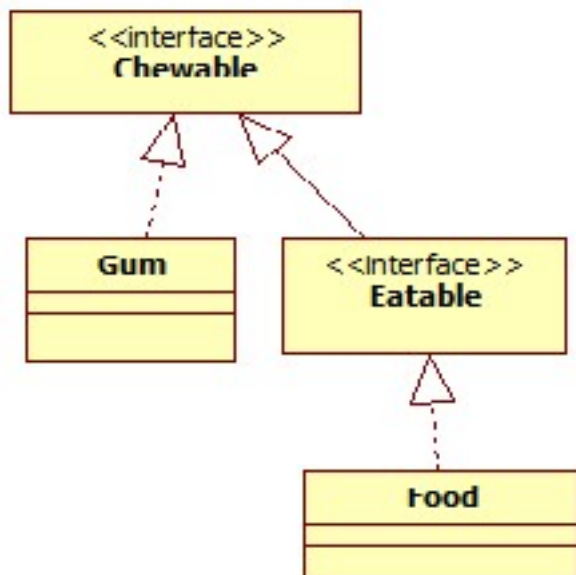 <<interface>>
Chewable
Gum
<<interface>>
Eatable
Food